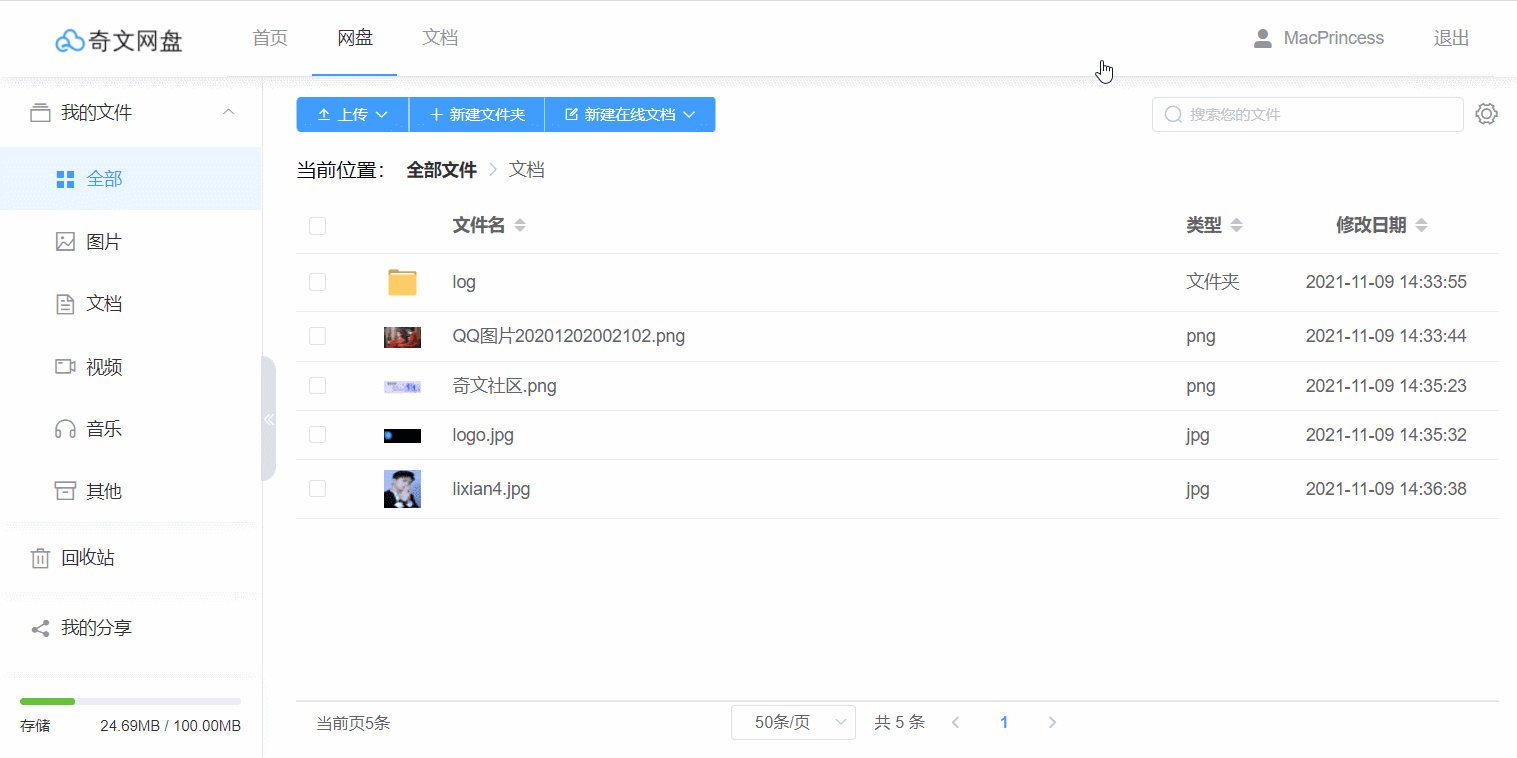 奇文网盘 首页 网盘 文档 MacPrincess 退出
我的文件
全部
图片
文档
视频
音乐
其他
回收站
我的分享
存储 24.69MB / 100.00MB
上传 新建文件夹 新建在线文档 搜索您的文件
当前位置： 全部文件 文档
文件名 类型 修改日期
log 文件夹 2021-11-09 14:33:55
QQ图片20201202002102.png png 2021-11-09 14:33:44
奇文社区.png png 2021-11-09 14:35:23
logo.jpg jpg 2021-11-09 14:35:32
lixian4.jpg jpg 2021-11-09 14:36:38
当前页5条 50条/页 共 5 条 1